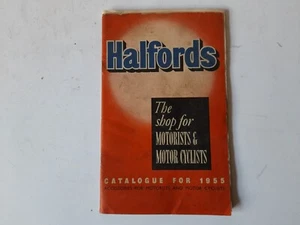 Halfords
The
shop for
MOTORISTS &
MOTOR CYCLISTS
CATALOGUE FOR 1955